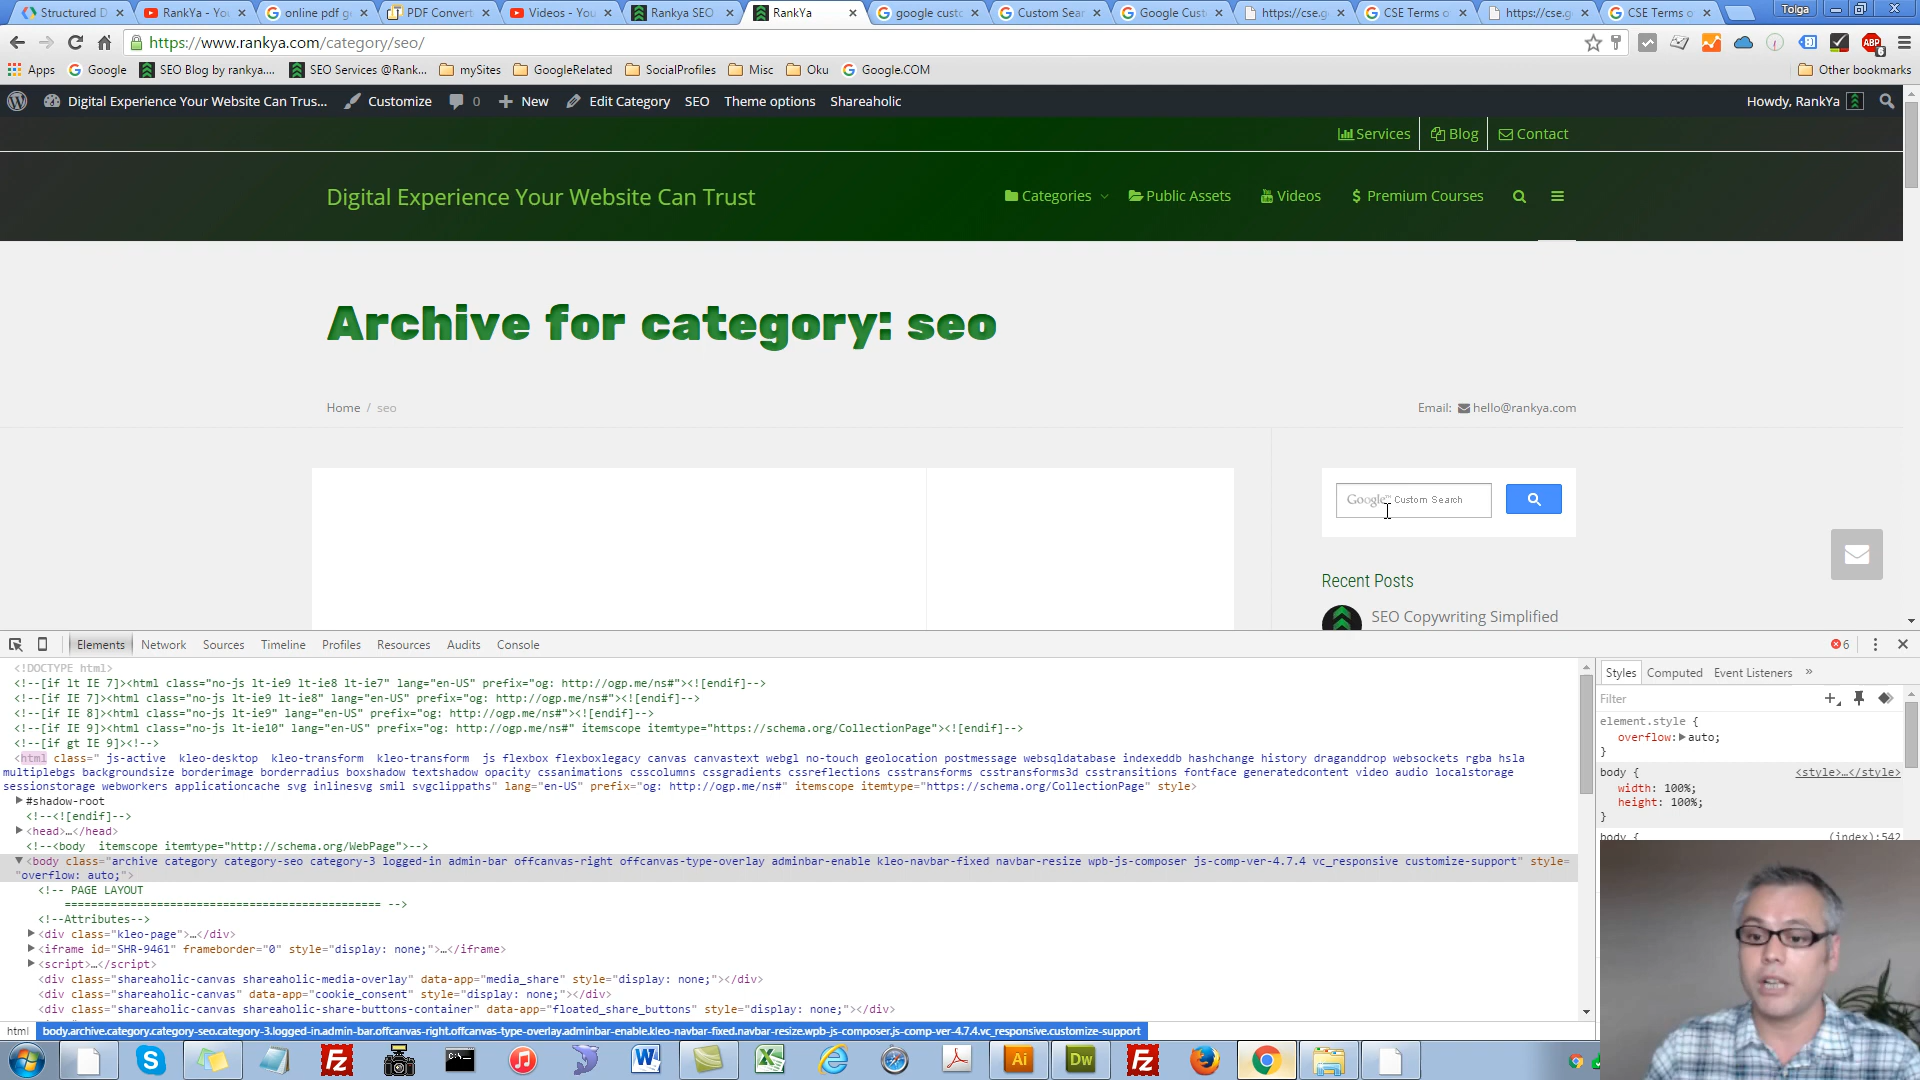 Structured D
RankYa - You
online pdf ge
PDF Convert
Videos - You
Rankya SEO
RankYa
google custo
Custom Sear
Google Cust
https://cse.g
CSE Terms o
https://cse.g
CSE Terms o
Tolga
https://www.rankya.com/category/seo/
Apps
Google
SEO Blog by rankya....
SEO Services @Rank...
mySites
GoogleRelated
SocialProfiles
Misc
Oku
Google.COM
Other bookmarks
Digital Experience Your Website Can Trus...
Customize
0
New
Edit Category
SEO
Theme options
Shareaholic
Howdy, RankYa
Services
Blog
Contact
Digital Experience Your Website Can Trust
Categories
Public Assets
Videos
Premium Courses
Archive for category: seo
Home / seo
Email: hello@rankya.com
Google™ Custom Search
Recent Posts
SEO Copywriting Simplified
Elements Network Sources Timeline Profiles Resources Audits Console
6
<!DOCTYPE html>
<!--[if lt IE 7]><html class="no-js lt-ie9 lt-ie8 lt-ie7" lang="en-US" prefix="og: http://ogp.me/ns#"><![endif]-->
<!--[if IE 7]><html class="no-js lt-ie9 lt-ie8" lang="en-US" prefix="og: http://ogp.me/ns#"><![endif]-->
<!--[if IE 8]><html class="no-js lt-ie9" lang="en-US" prefix="og: http://ogp.me/ns#"><![endif]-->
<!--[if IE 9]><html class="no-js lt-ie10" lang="en-US" prefix="og: http://ogp.me/ns#" itemscope itemtype="https://schema.org/CollectionPage"><![endif]-->
<!--[if gt IE 9]><!-->
<html class=" js-active  kleo-desktop  kleo-transform  kleo-transform  js flexbox flexboxlegacy canvas canvastext webgl no-touch geolocation postmessage websqldatabase indexeddb hashchange history draganddrop websockets rgba hsla
multiplebgs backgroundsize borderimage borderradius boxshadow textshadow opacity cssanimations csscolumns cssgradients cssreflections csstransforms csstransforms3d csstransitions fontface generatedcontent video audio localstorage
sessionstorage webworkers applicationcache svg inlinesvg smil svgclippaths" lang="en-US" prefix="og: http://ogp.me/ns#" itemscope itemtype="https://schema.org/CollectionPage" style>
#shadow-root
<!--<![endif]-->
<head>…</head>
<!--<body  itemscope itemtype="http://schema.org/WebPage">-->
<body class="archive category category-seo category-3 logged-in admin-bar offcanvas-right offcanvas-type-overlay adminbar-enable kleo-navbar-fixed navbar-resize wpb-js-composer js-comp-ver-4.7.4 vc_responsive customize-support" style=
"overflow: auto;">
<!-- PAGE LAYOUT
================================================ -->
<!--Attributes-->
<div class="kleo-page">…</div>
<iframe id="SHR-9461" frameborder="0" style="display: none;">…</iframe>
<script>…</script>
<div class="shareaholic-canvas shareaholic-media-overlay" data-app="media_share" style="display: none;"></div>
<div class="shareaholic-canvas" data-app="cookie_consent" style="display: none;"></div>
<div class="shareaholic-canvas shareaholic-share-buttons-container" data-app="floated_share_buttons" style="display: none;"></div>
html body.archive.category.category-seo.category-3.logged-in.admin-bar.offcanvas-right.offcanvas-type-overlay.adminbar-enable.kleo-navbar-fixed.navbar-resize.wpb-js-composer.js-comp-ver-4.7.4.vc_responsive.customize-support
Styles Computed Event Listeners »
Filter
element.style {
overflow: auto;
}
body { <style>…</style>
width: 100%;
height: 100%;
}
body { (index):542
Ai
Dw